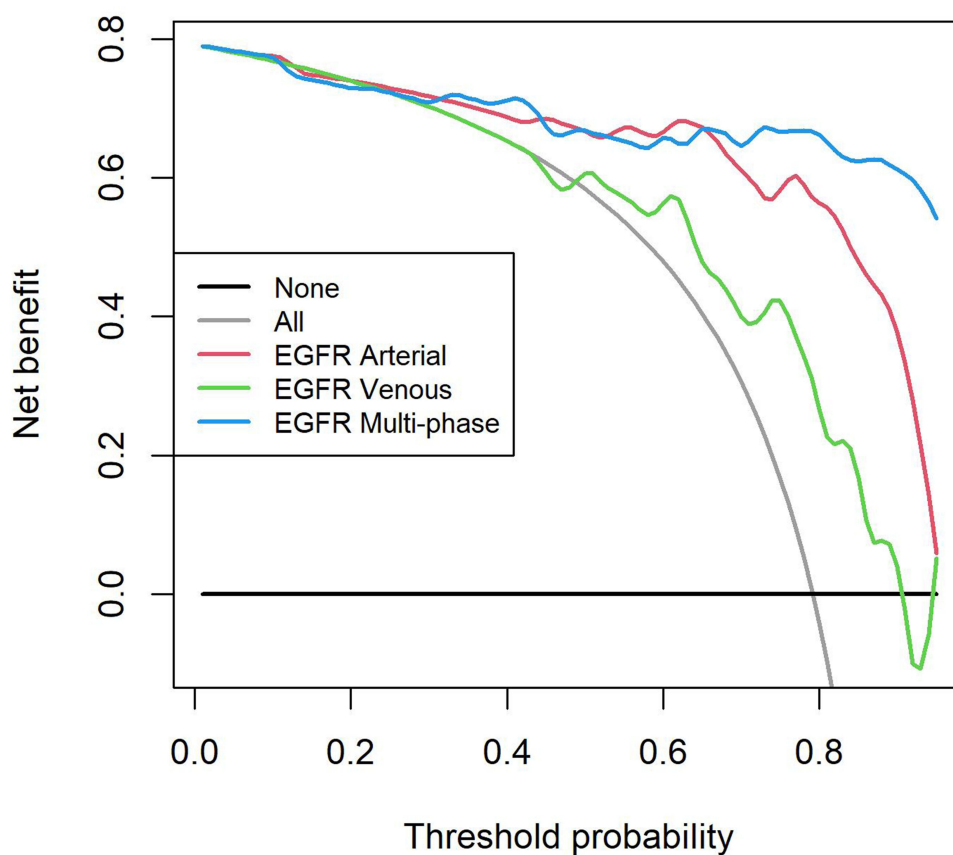 Net benefit
0.8
0.6
0.4
0.2
0.0
None
All
EGFR Arterial
EGFR Venous
EGFR Multi-phase
0.0 0.2 0.4 0.6 0.8
Threshold probability